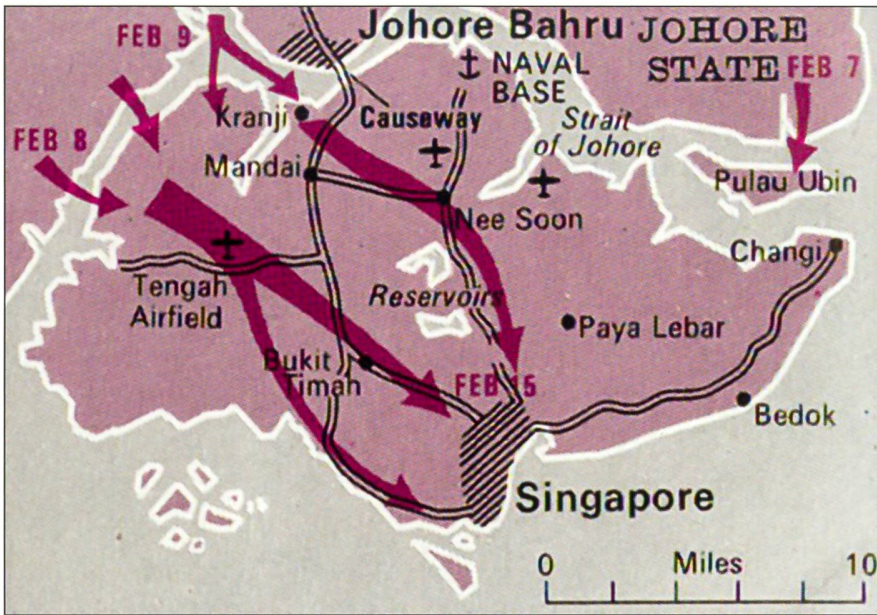 FEB 9
Johore Bahru
JOHORE
STATE
NAVAL
BASE
FEB 7
Kranji
Causeway
Strait
of Johore
FEB 8
Mandai
Pulau Ubin
Nee Soon
Changi
Tengah
Airfield
Reservoirs
Paya Lebar
Bukit
Timah
FEB 15
Bedok
Singapore
0 Miles 10